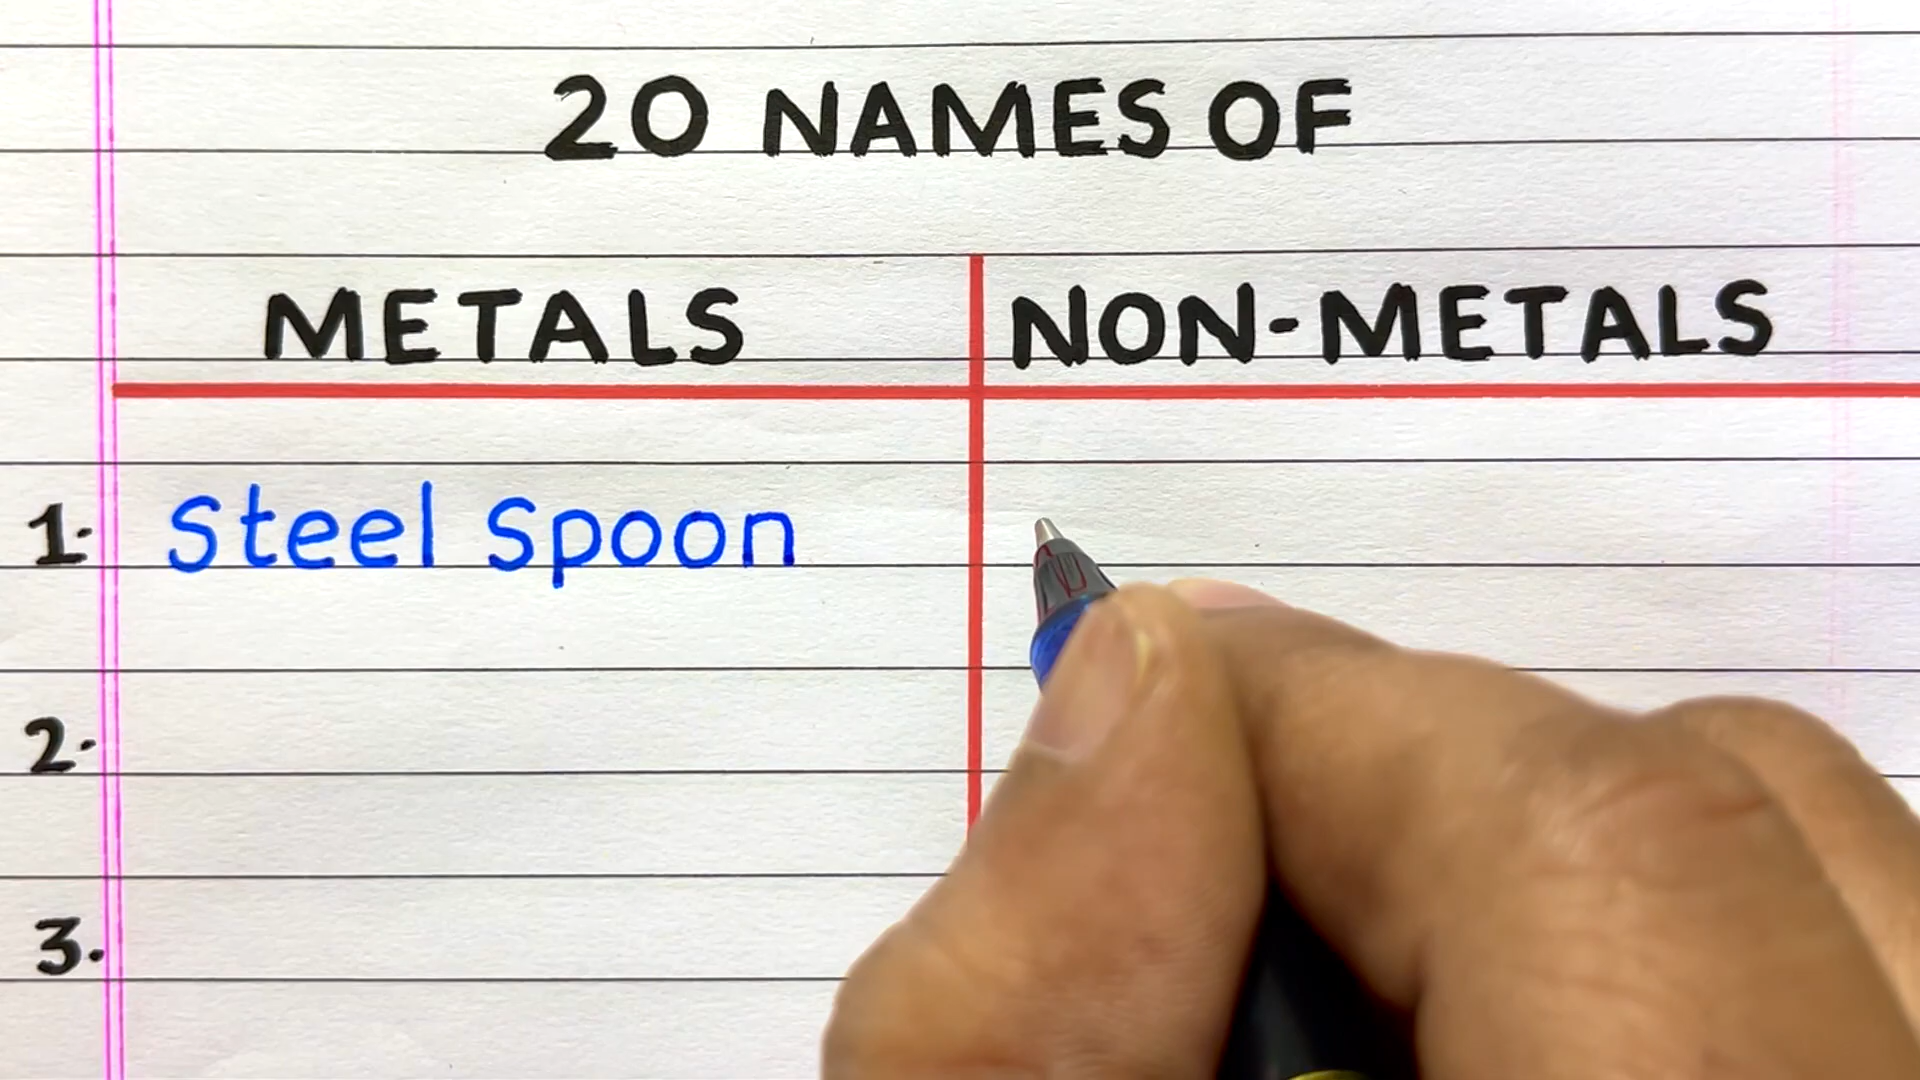 20 NAMES OF
METALS NON-METALS
1. Steel Spoon
2.
3.